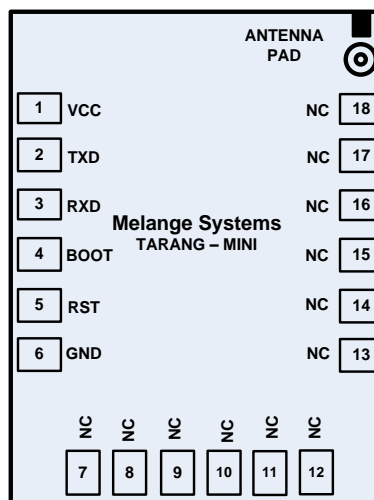 ANTENNA
PAD
1 VCC
NC 18
2 TXD
NC 17
3 RXD
NC 16
Melange Systems
TARANG – MINI
4 BOOT
NC 15
5 RST
NC 14
6 GND
NC 13
NC NC NC NC NC NC
7 8 9 10 11 12